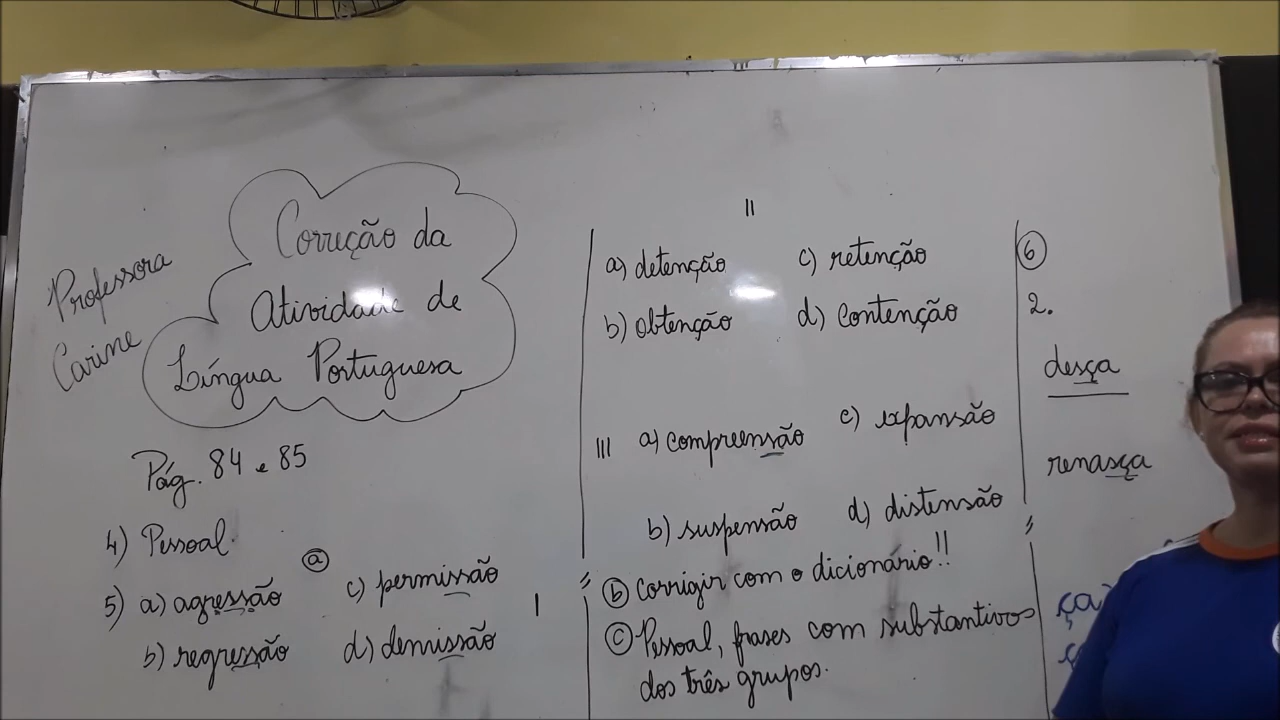 Professora
Carine
Correção da
Atividade de
Língua Portuguesa
Pág. 84 e 85
4) Pessoal.
5) a) agressão
b) regressão
a
c) permissão
d) demissão
I
II
a) detenção c) retenção
b) obtenção d) contenção
III a) compreensão c) expansão
b) suspensão d) distensão
b corrigir com o dicionário!!
c Pessoal, frases com substantivos
dos três grupos.
6
2.
desça
renasça